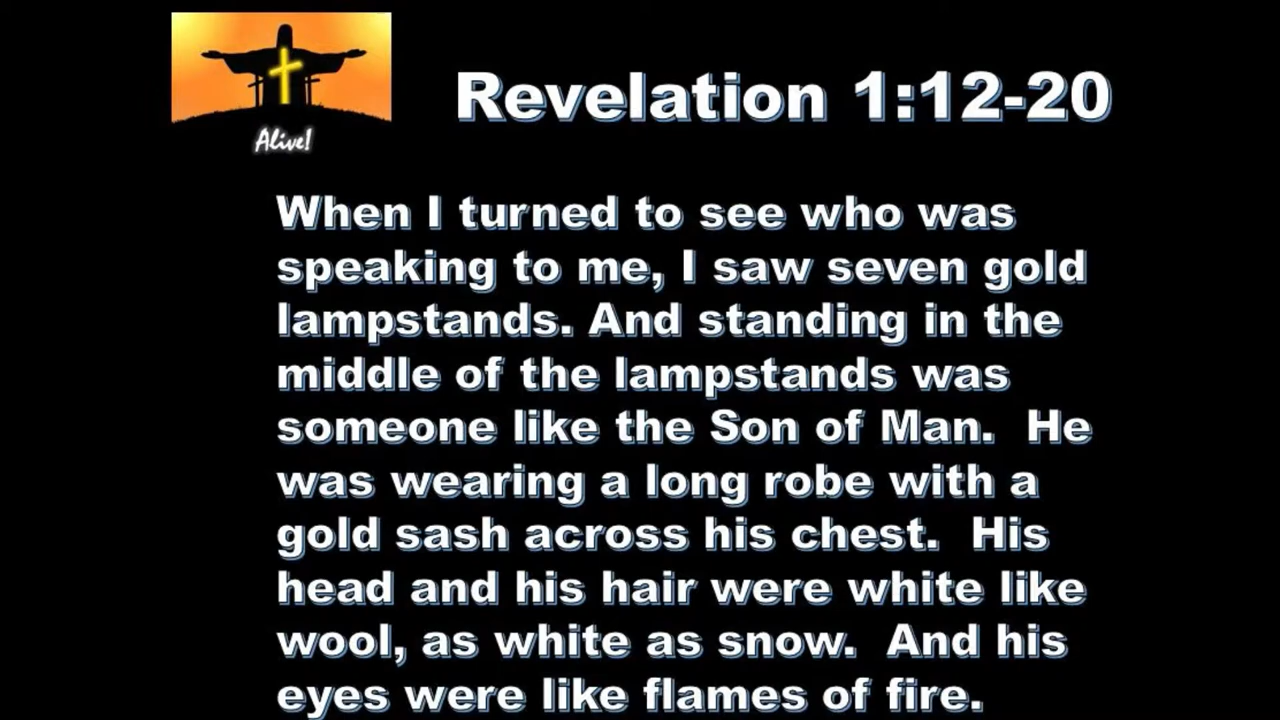 Alive!
Revelation 1:12-20
When I turned to see who was
speaking to me, I saw seven gold
lampstands. And standing in the
middle of the lampstands was
someone like the Son of Man.  He
was wearing a long robe with a
gold sash across his chest.  His
head and his hair were white like
wool, as white as snow.  And his
eyes were like flames of fire.